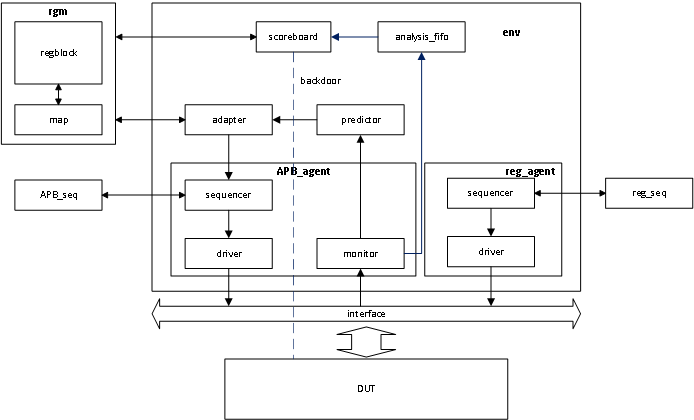 rgm
scoreboard
analysis_fifo
env
regblock
backdoor
map
adapter
predictor
APB_agent
reg_agent
APB_seq
sequencer
sequencer
reg_seq
driver
monitor
driver
interface
DUT